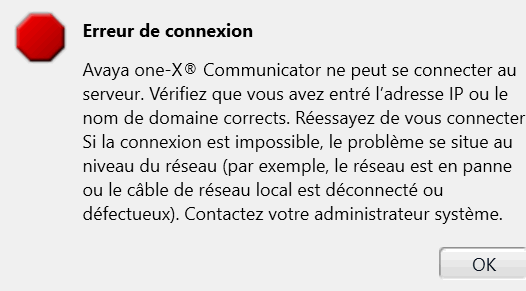 Erreur de connexion
Avaya one-X® Communicator ne peut se connecter au
serveur. Vérifiez que vous avez entré l’adresse IP ou le
nom de domaine corrects. Réessayez de vous connecter
Si la connexion est impossible, le problème se situe au
niveau du réseau (par exemple, le réseau est en panne
ou le câble de réseau local est déconnecté ou
défectueux). Contactez votre administrateur système.
OK